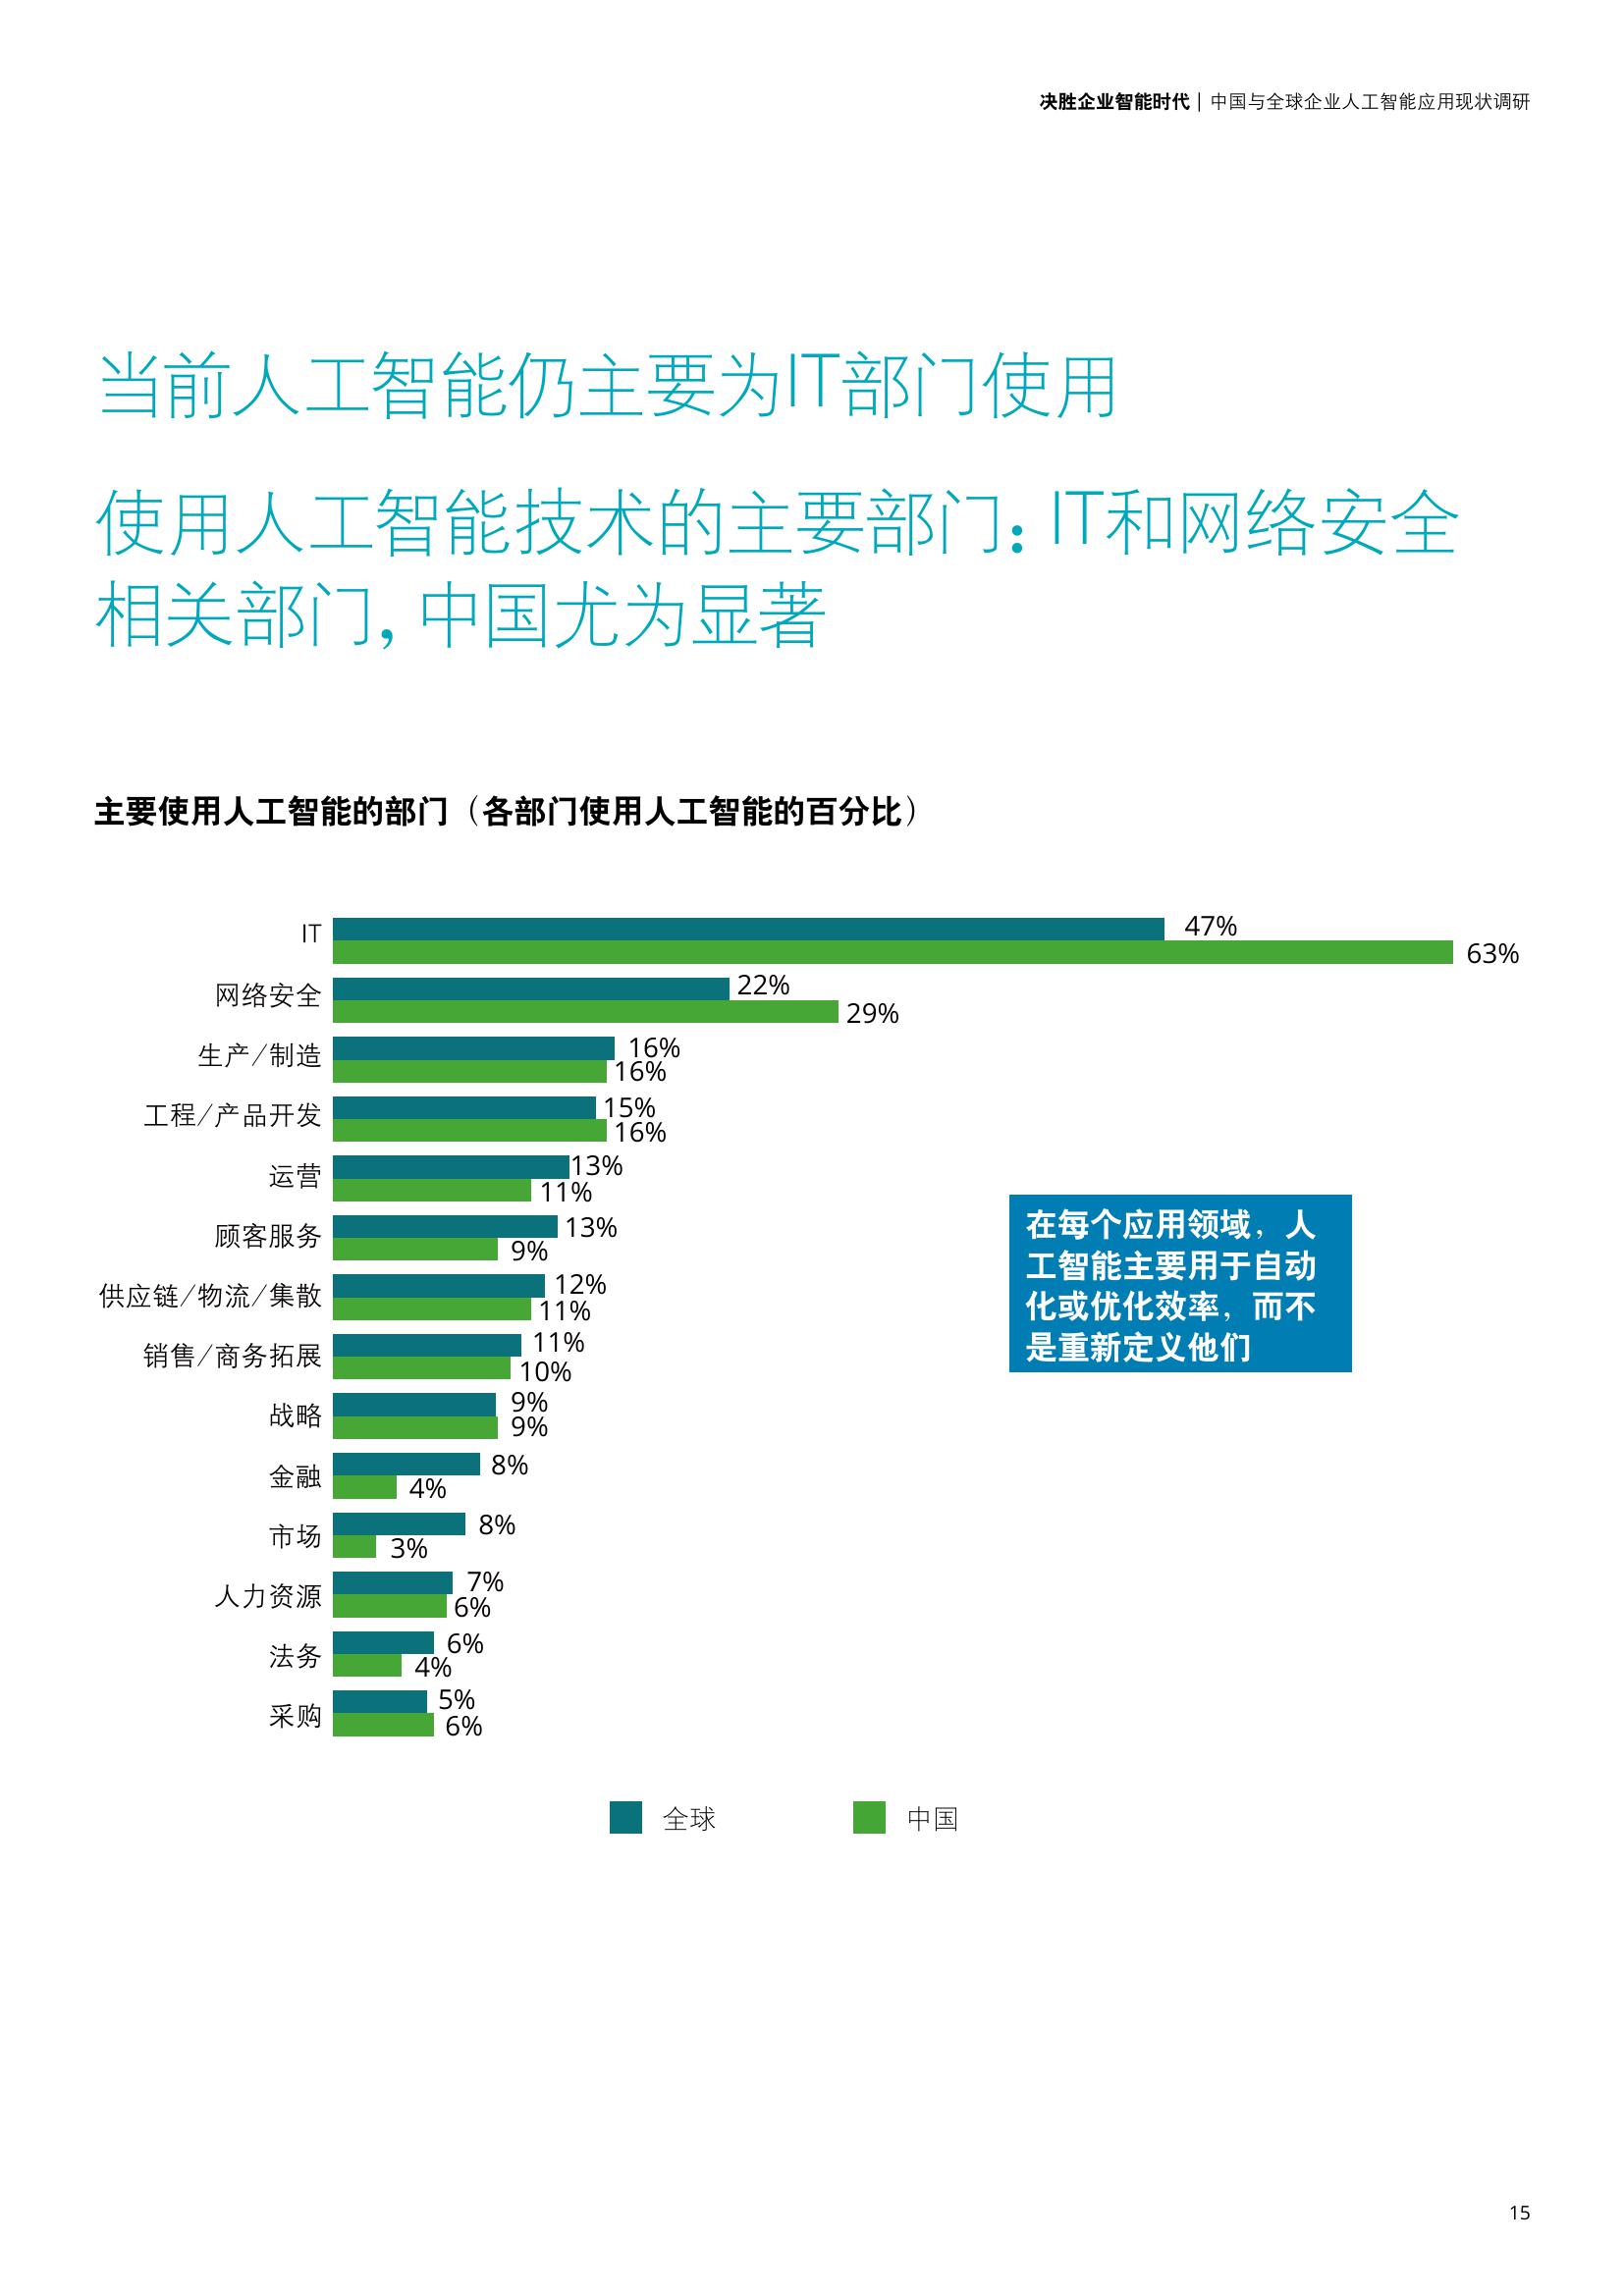 决胜企业智能时代 | 中国与全球企业人工智能应用现状调研
当前人工智能仍主要为IT部门使用
使用人工智能技术的主要部门：IT和网络安全
相关部门，中国尤为显著
主要使用人工智能的部门（各部门使用人工智能的百分比）
IT
47%
63%
网络安全
22%
29%
生产/制造
16%
16%
工程/产品开发
15%
16%
运营
13%
11%
顾客服务
13%
9%
供应链/物流/集散
12%
11%
销售/商务拓展
11%
10%
战略
9%
9%
金融
8%
4%
市场
8%
3%
人力资源
7%
6%
法务
6%
4%
采购
5%
6%
在每个应用领域，人
工智能主要用于自动
化或优化效率，而不
是重新定义他们
全球 中国
15